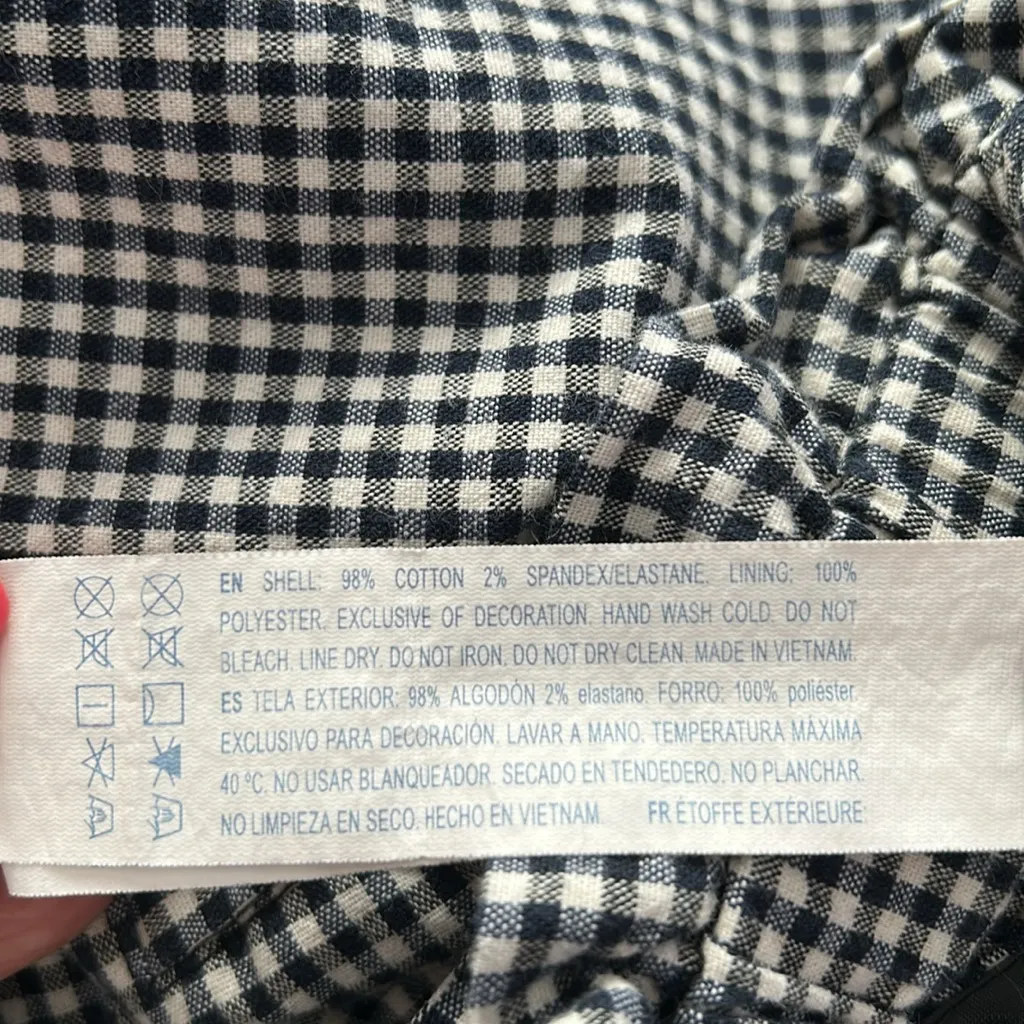 EN SHELL: 98% COTTON 2% SPANDEX/ELASTANE. LINING: 100%
POLYESTER. EXCLUSIVE OF DECORATION. HAND WASH COLD. DO NOT
BLEACH. LINE DRY. DO NOT IRON. DO NOT DRY CLEAN. MADE IN VIETNAM.
ES TELA EXTERIOR: 98% ALGODÓN 2% elastano. FORRO: 100% poliéster.
EXCLUSIVO PARA DECORACIÓN. LAVAR A MANO. TEMPERATURA MÁXIMA
40 ºC. NO USAR BLANQUEADOR. SECADO EN TENDEDERO. NO PLANCHAR.
NO LIMPIEZA EN SECO. HECHO EN VIETNAM. FR ÉTOFFE EXTÉRIEURE